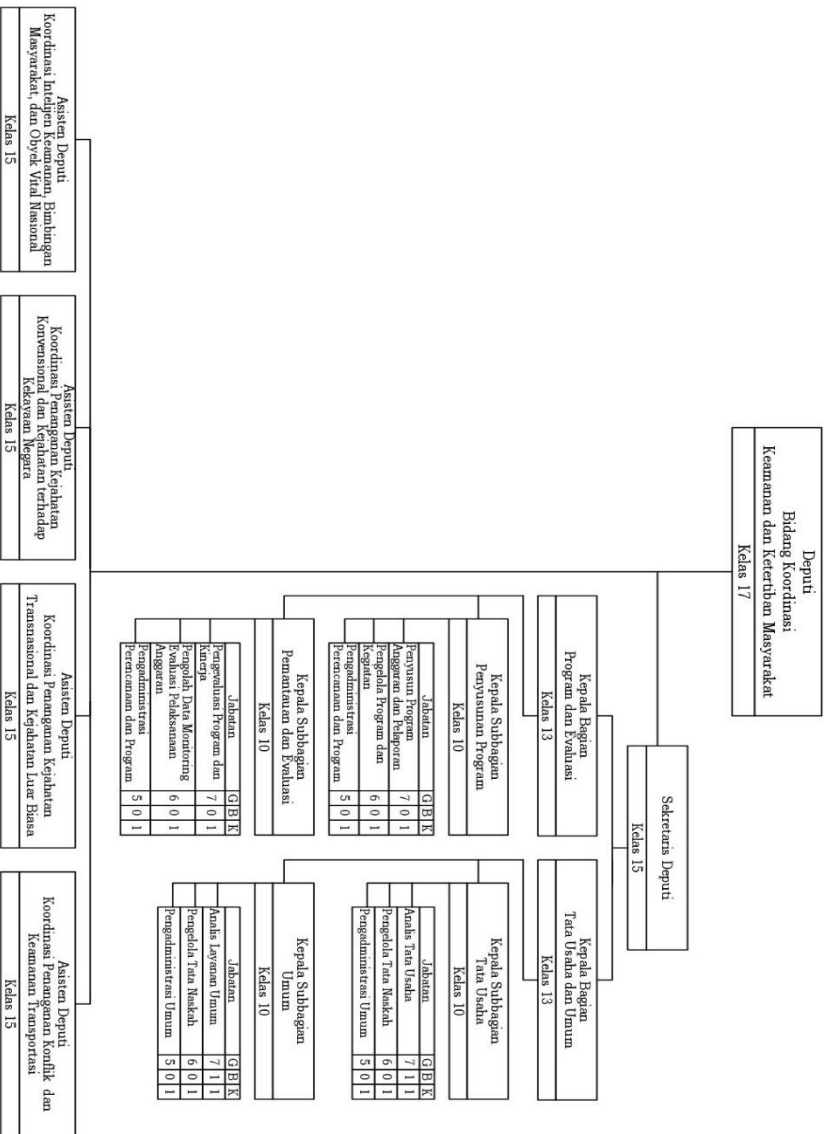 Deputi
Bidang Koordinasi
Keamanan dan Ketertiban Masyarakat
Kelas 17
Sekretaris Deputi
Kelas 15
Kepala Bagian
Program dan Evaluasi
Kelas 13
Kepala Subbagian
Penyusunan Program
Kelas 10
Jabatan G B K
Penyusun Program
Anggaran dan Pelaporan 7 0 1
Pengelola Program dan
Kegiatan 6 0 1
Pengadministrasi
Perencanaan dan Program 5 0 1
Kepala Subbagian
Pemantauan dan Evaluasi
Kelas 10
Jabatan G B K
Pengevaluasi Program dan
Kinerja 7 0 1
Pengolah Data Monitoring
Evaluasi Pelaksanaan
Anggaran 6 0 1
Pengadministrasi
Perencanaan dan Program 5 0 1
Kepala Bagian
Tata Usaha dan Umum
Kelas 13
Kepala Subbagian
Tata Usaha
Kelas 10
Jabatan G B K
Analis Tata Usaha 7 1 1
Pengelola Tata Naskah 6 0 1
Pengadministrasi Umum 5 0 1
Kepala Subbagian
Umum
Kelas 10
Jabatan G B K
Analis Layanan Umum 7 1 1
Pengelola Tata Naskah 6 0 1
Pengadministrasi Umum 5 0 1
Asisten Deputi
Koordinasi Intelijen Keamanan, Bimbingan
Masyarakat, dan Obyek Vital Nasional
Kelas 15
Asisten Deputi
Koordinasi Penanganan Kejahatan
Konvensional dan Kejahatan terhadap
Kekayaan Negara
Kelas 15
Asisten Deputi
Koordinasi Penanganan Kejahatan
Transnasional dan Kejahatan Luar Biasa
Kelas 15
Asisten Deputi
Koordinasi Penanganan Konflik dan
Keamanan Transportasi
Kelas 15